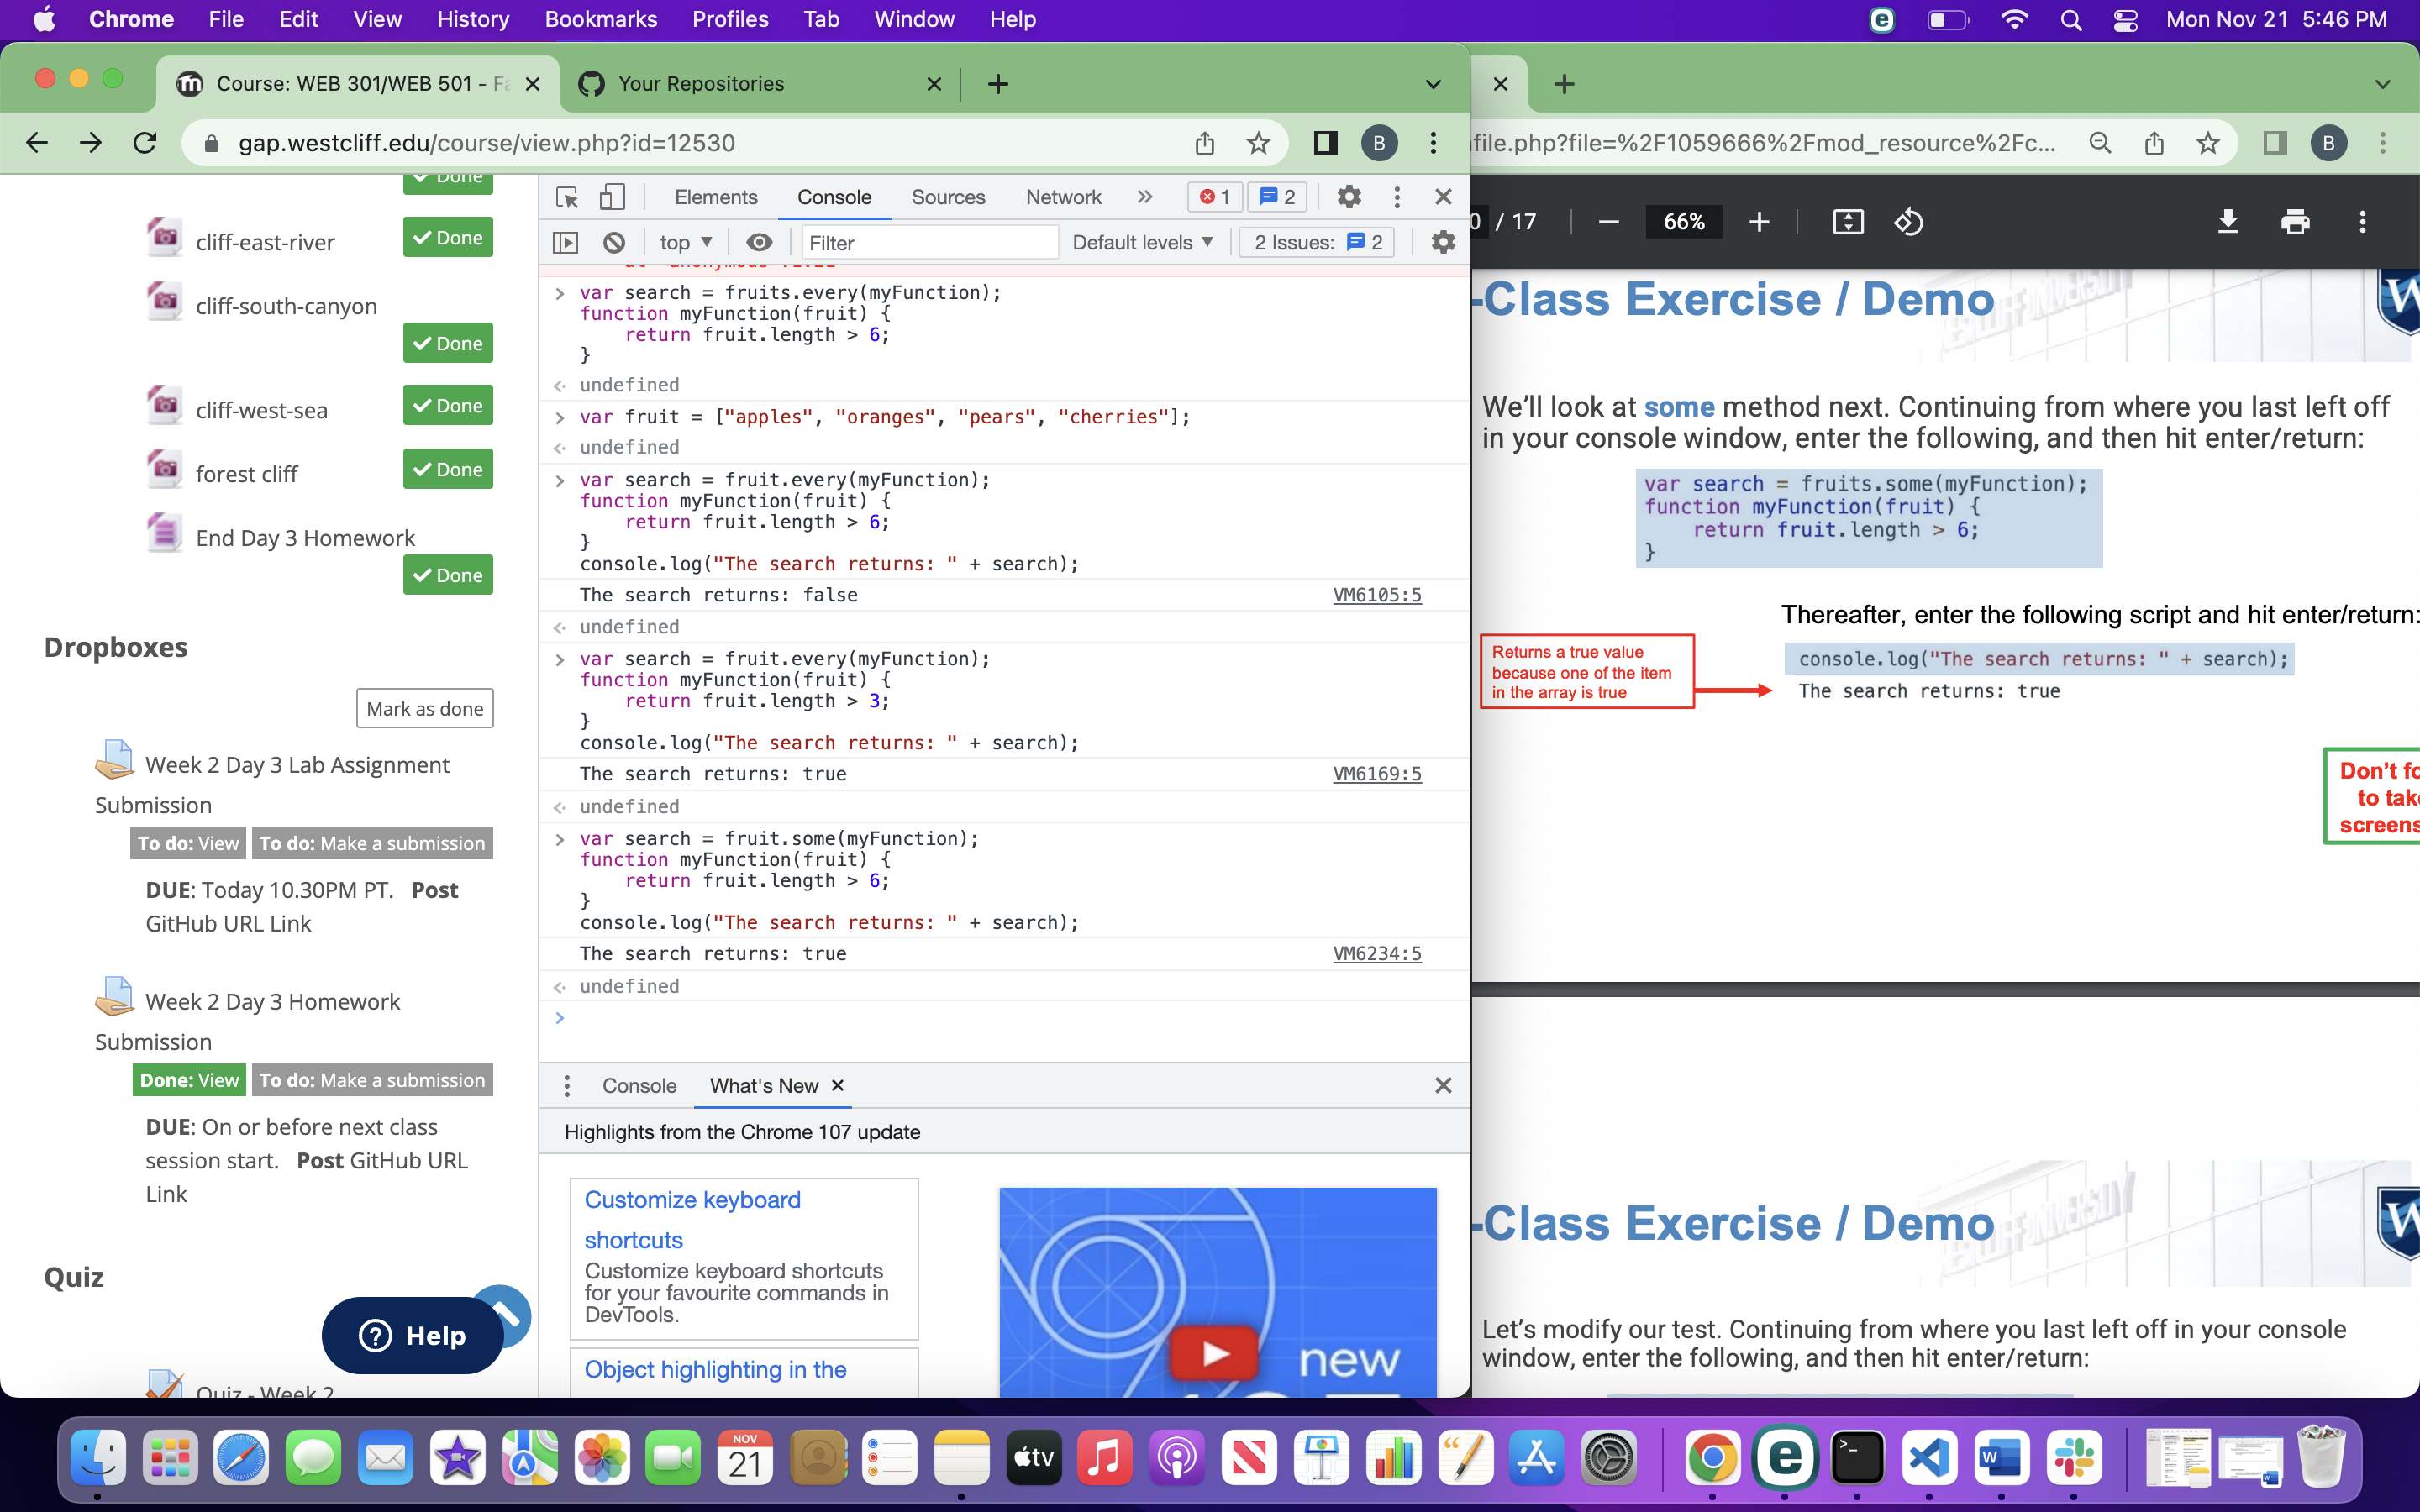 Chrome File Edit View History Bookmarks Profiles Tab Window Help Mon Nov 21 5:46 PM
Course: WEB 301/WEB 501 - Fa
Your Repositories
gap.westcliff.edu/course/view.php?id=12530
B
file.php?file=%2F1059666%2Fmod_resource%2Fc...
B
Done
cliff-east-river
Done
cliff-south-canyon
Done
cliff-west-sea
Done
forest cliff
Done
End Day 3 Homework
Done
Dropboxes
Mark as done
Week 2 Day 3 Lab Assignment
Submission
To do: View To do: Make a submission
DUE: Today 10.30PM PT. Post
GitHub URL Link
Week 2 Day 3 Homework
Submission
Done: View To do: Make a submission
DUE: On or before next class
session start. Post GitHub URL
Link
Quiz
Help
Quiz - Week 2
Elements Console Sources Network 1 2
top Filter Default levels 2 Issues: 2
> var search = fruits.every(myFunction);
function myFunction(fruit) {
return fruit.length > 6;
}
undefined
> var fruit = ["apples", "oranges", "pears", "cherries"];
undefined
> var search = fruit.every(myFunction);
function myFunction(fruit) {
return fruit.length > 6;
}
console.log("The search returns: " + search);
The search returns: false VM6105:5
undefined
> var search = fruit.every(myFunction);
function myFunction(fruit) {
return fruit.length > 3;
}
console.log("The search returns: " + search);
The search returns: true VM6169:5
undefined
> var search = fruit.some(myFunction);
function myFunction(fruit) {
return fruit.length > 6;
}
console.log("The search returns: " + search);
The search returns: true VM6234:5
undefined
>
Console What's New
Highlights from the Chrome 107 update
Customize keyboard
shortcuts
Customize keyboard shortcuts
for your favourite commands in
DevTools.
Object highlighting in the
new
0 / 17 66%
-Class Exercise / Demo
We'll look at some method next. Continuing from where you last left off
in your console window, enter the following, and then hit enter/return:
var search = fruits.some(myFunction);
function myFunction(fruit) {
return fruit.length > 6;
}
Thereafter, enter the following script and hit enter/return:
Returns a true value
because one of the item
in the array is true
console.log("The search returns: " + search);
The search returns: true
Don't fo
to tak
screens
-Class Exercise / Demo
Let's modify our test. Continuing from where you last left off in your console
window, enter the following, and then hit enter/return:
NOV
21
tv